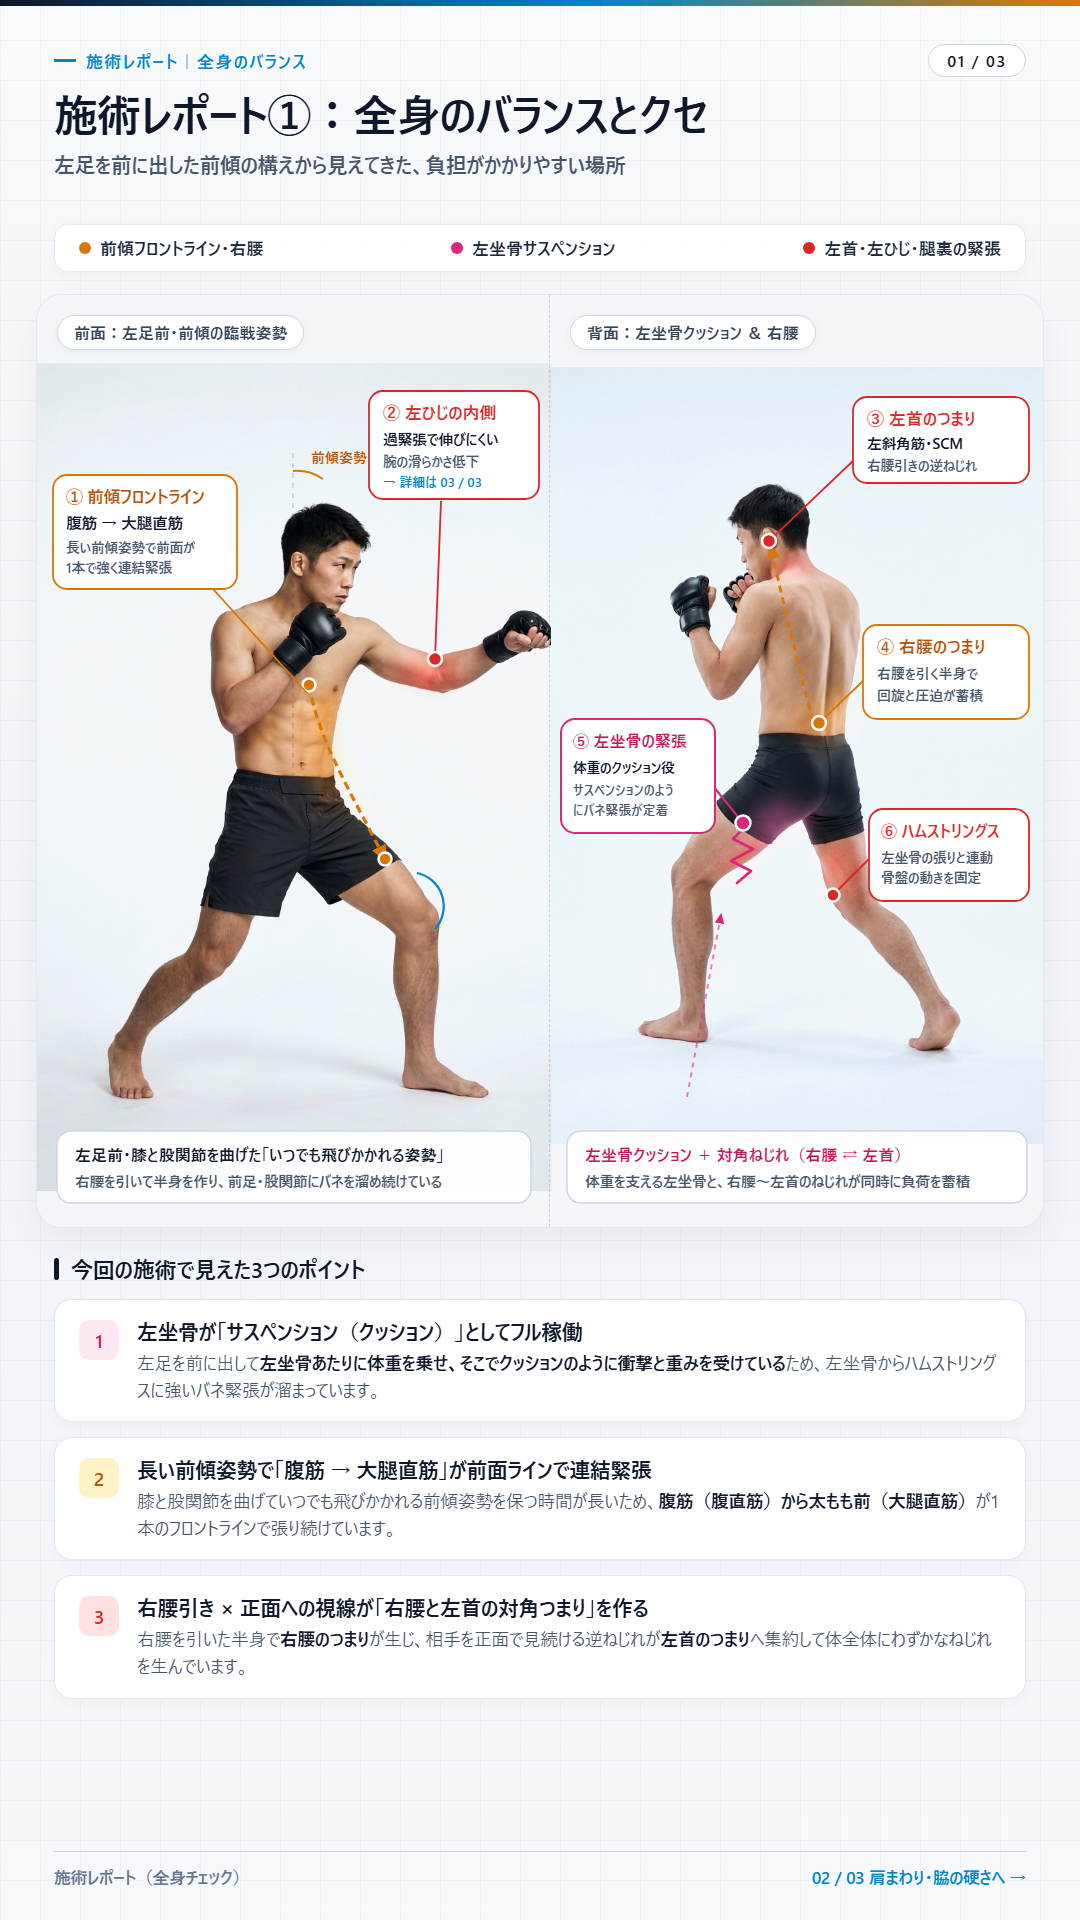 施術レポート｜全身のバランス
01 / 03
施術レポート①：全身のバランスとクセ
左足を前に出した前傾の構えから見えてきた、負担がかかりやすい場所
前傾フロントライン・右腰
左坐骨サスペンション
左首・左ひじ・腿裏の緊張
前面：左足前・前傾の臨戦姿勢
背面：左坐骨クッション ＆ 右腰
前傾姿勢
② 左ひじの内側
過緊張で伸びにくい
腕の滑らかさ低下
→ 詳細は 03 / 03
① 前傾フロントライン
腹筋 → 大腿直筋
長い前傾姿勢で前面が
1本で強く連結緊張
③ 左首のつまり
左斜角筋・SCM
右腰引きの逆ねじれ
④ 右腰のつまり
右腰を引く半身で
回旋と圧迫が蓄積
⑤ 左坐骨の緊張
体重のクッション役
サスペンションのよう
にバネ緊張が定着
⑥ ハムストリングス
左坐骨の張りと連動
骨盤の動きを固定
左足前・膝と股関節を曲げた「いつでも飛びかかれる姿勢」
右腰を引いて半身を作り、前足・股関節にバネを溜め続けている
左坐骨クッション ＋ 対角ねじれ（右腰 ⇄ 左首）
体重を支える左坐骨と、右腰〜左首のねじれが同時に負荷を蓄積
今回の施術で見えた3つのポイント
1
左坐骨が「サスペンション（クッション）」としてフル稼働
左足を前に出して左坐骨あたりに体重を乗せ、そこでクッションのように衝撃と重みを受けているため、左坐骨からハムストリング
スに強いバネ緊張が溜まっています。
2
長い前傾姿勢で「腹筋 → 大腿直筋」が前面ラインで連結緊張
膝と股関節を曲げていつでも飛びかかれる前傾姿勢を保つ時間が長いため、腹筋（腹直筋）から太もも前（大腿直筋）が1
本のフロントラインで張り続けています。
3
右腰引き × 正面への視線が「右腰と左首の対角つまり」を作る
右腰を引いた半身で右腰のつまりが生じ、相手を正面で見続ける逆ねじれが左首のつまりへ集約して体全体にわずかなねじれ
を生んでいます。
施術レポート（全身チェック）
02 / 03 肩まわり・脇の硬さへ →